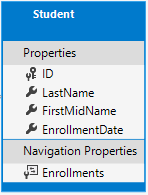 Student
Properties
ID
LastName
FirstMidName
EnrollmentDate
Navigation Properties
Enrollments